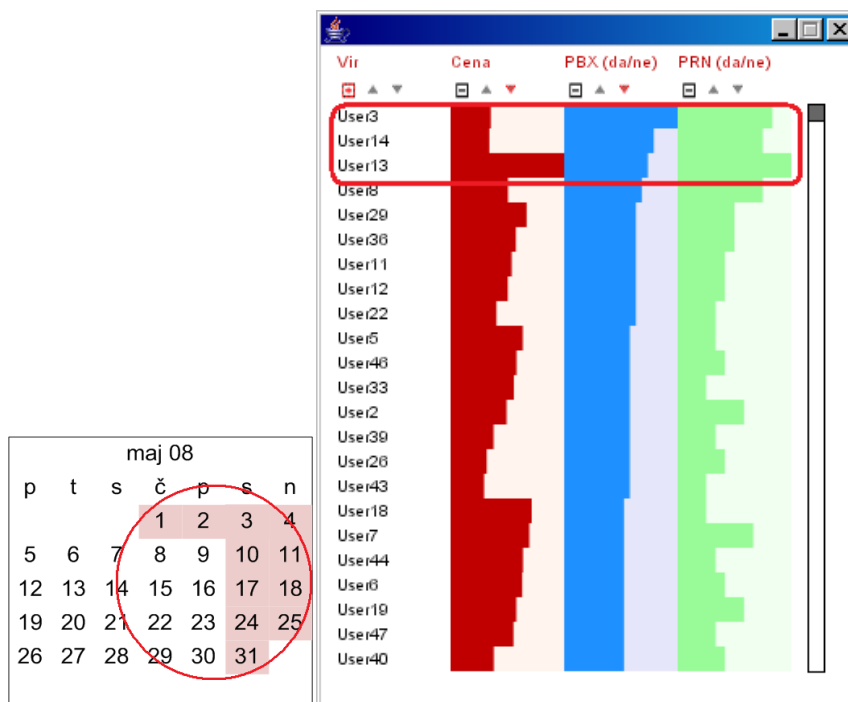 Vir Cena PBX (da/ne) PRN (da/ne)
User3
User14
User13
User8
User29
User36
User11
User12
User22
User5
User46
User33
User2
User39
User26
User43
User18
User7
User44
User6
User19
User47
User40
maj 08
p t s č p s n
1 2 3 4
5 6 7 8 9 10 11
12 13 14 15 16 17 18
19 20 21 22 23 24 25
26 27 28 29 30 31